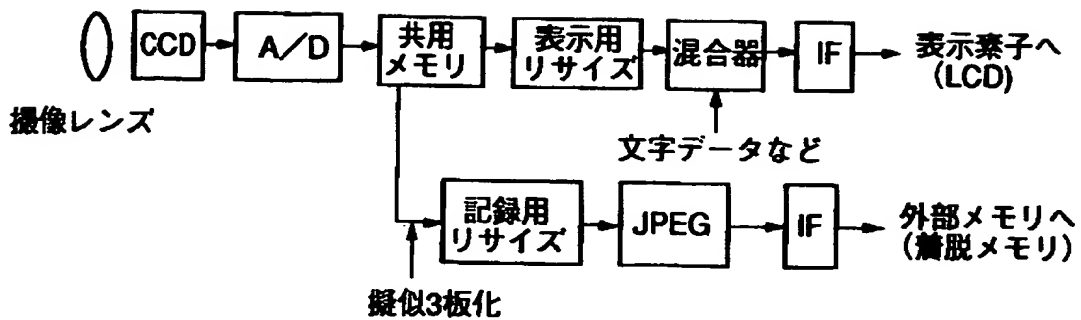 撮像レンズ
CCD
A/D
共用
メモリ
表示用
リサイズ
混合器
IF
表示素子へ
(LCD)
文字データなど
記録用
リサイズ
JPEG
IF
外部メモリへ
(着脱メモリ)
擬似3板化